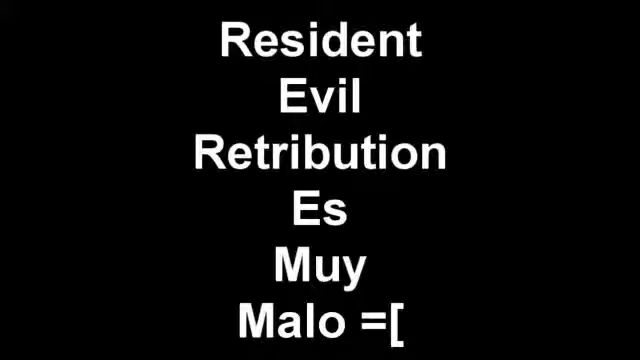 Resident
Evil
Retribution
Es
Muy
Malo =[